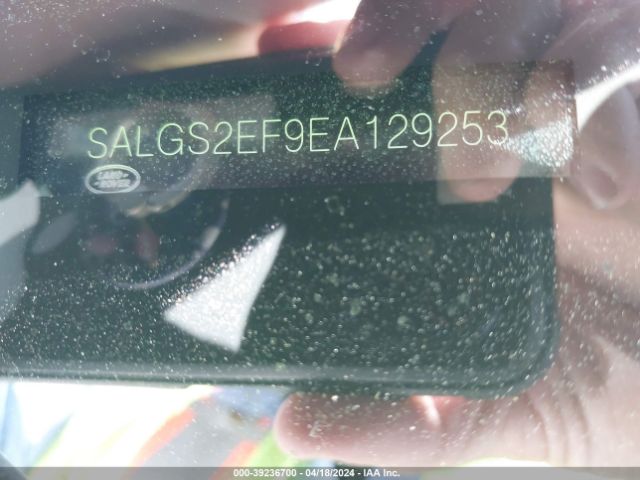 SALGS2EF9EA129253
LAND-
-ROVER
000-39236700 - 04/18/2024 - IAA Inc.